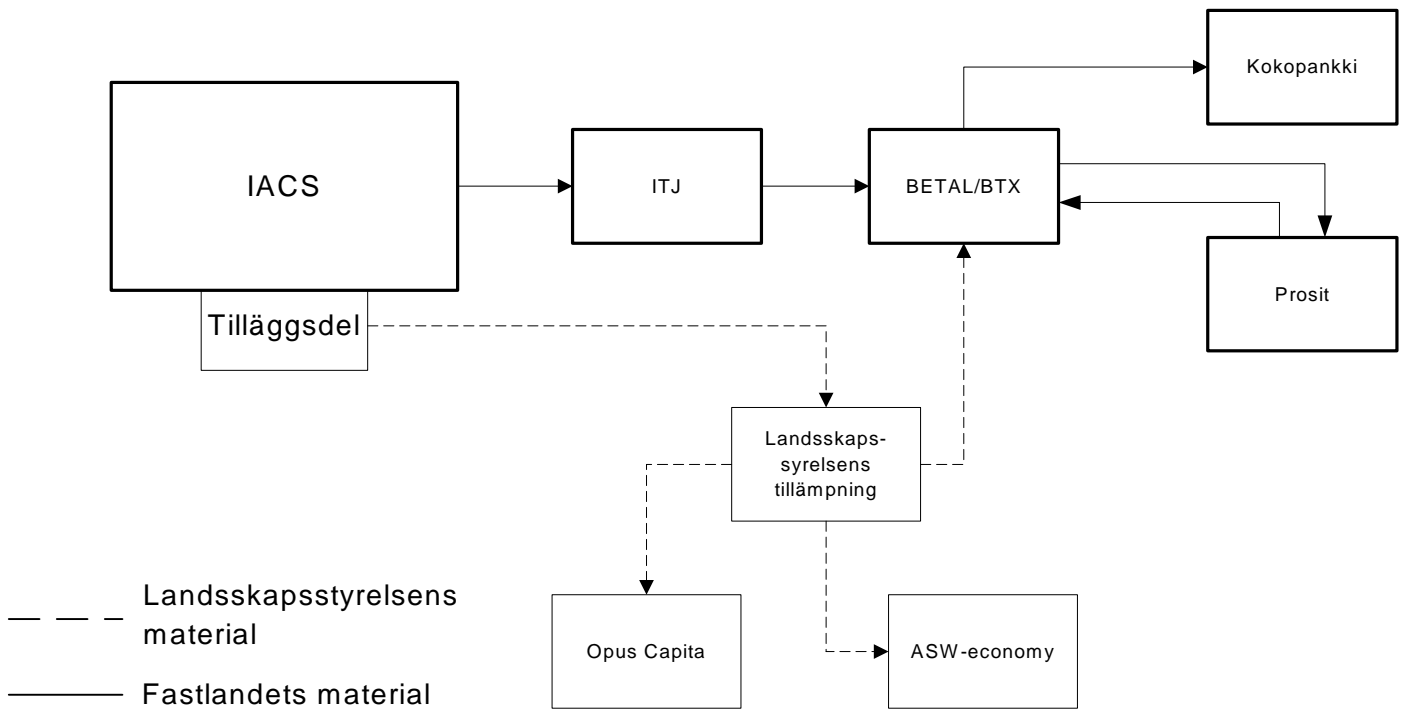 Kokopankki
IACS
ITJ
BETAL/BTX
Prosit
Tilläggsdel
Landsskaps-
syrelsens
tillämpning
Opus Capita
ASW-economy
Landsskapsstyrelsens
material
Fastlandets material